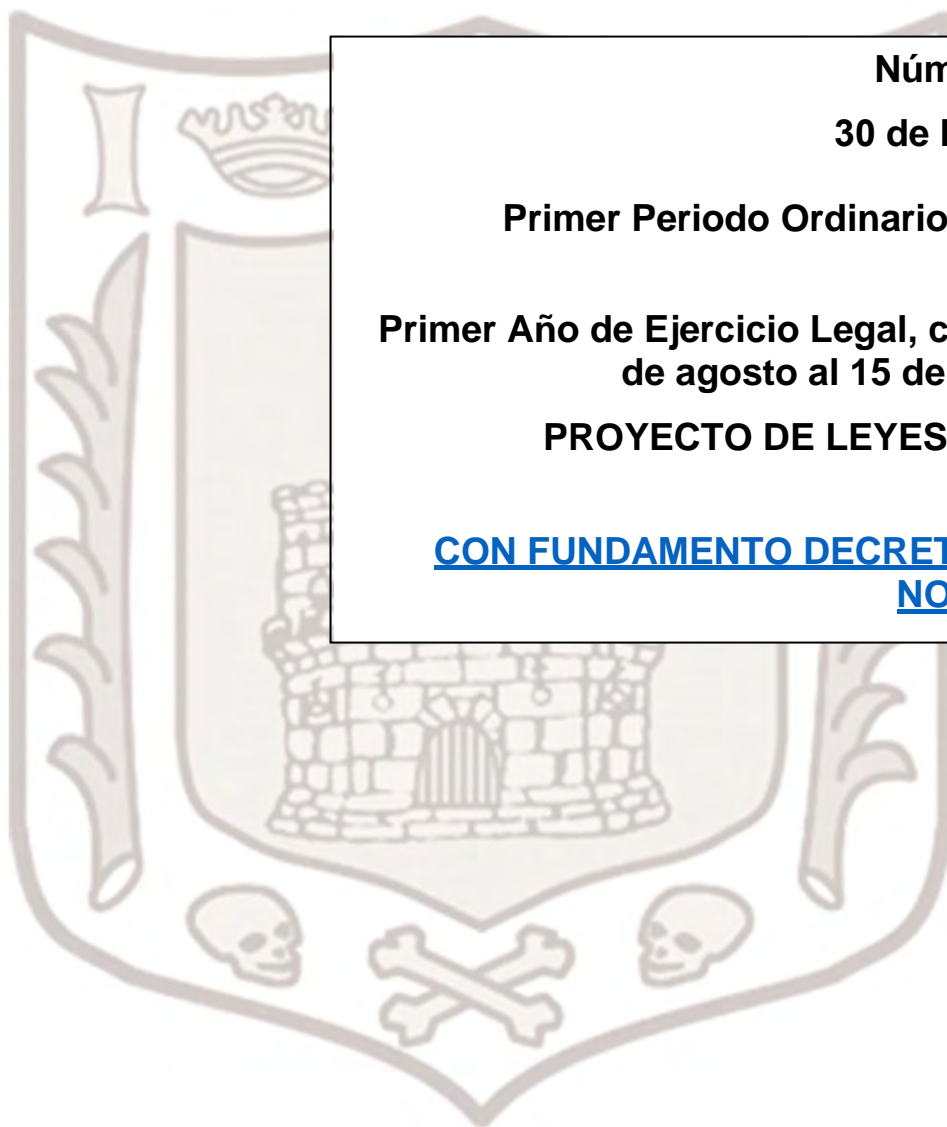 Núm
30 de
Primer Periodo Ordinario
Primer Año de Ejercicio Legal, c
de agosto al 15 de
PROYECTO DE LEYES
CON FUNDAMENTO DECRET
NO